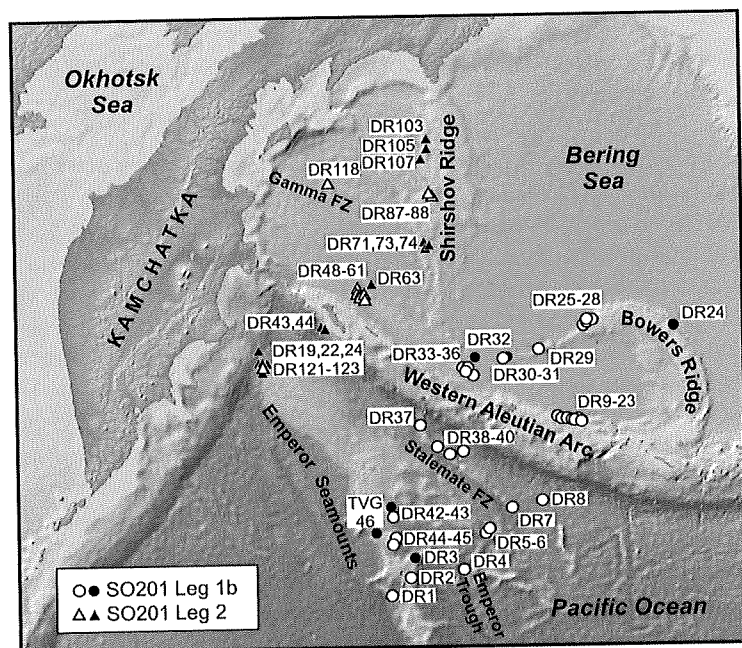 Okhotsk
Sea
DR103
DR105
DR107
Shirshov Ridge
Bering
Sea
DR118
Gamma FZ
DR87-88
KAMCHATKA
DR71,73,74
DR48-61
DR63
DR25-28
DR24
Bowers Ridge
DR43,44
DR32
DR29
DR19,22,24
DR33-36
DR30-31
DR121-123
Western Aleutian Arc
DR9-23
DR37
Emperor Seamounts
DR38-40
Stalemate FZ
TVG
46
DR8
DR42-43
DR7
DR44-45
DR5-6
DR3
DR4
DR2
Emperor
Trough
DR1
SO201 Leg 1b
SO201 Leg 2
Pacific Ocean